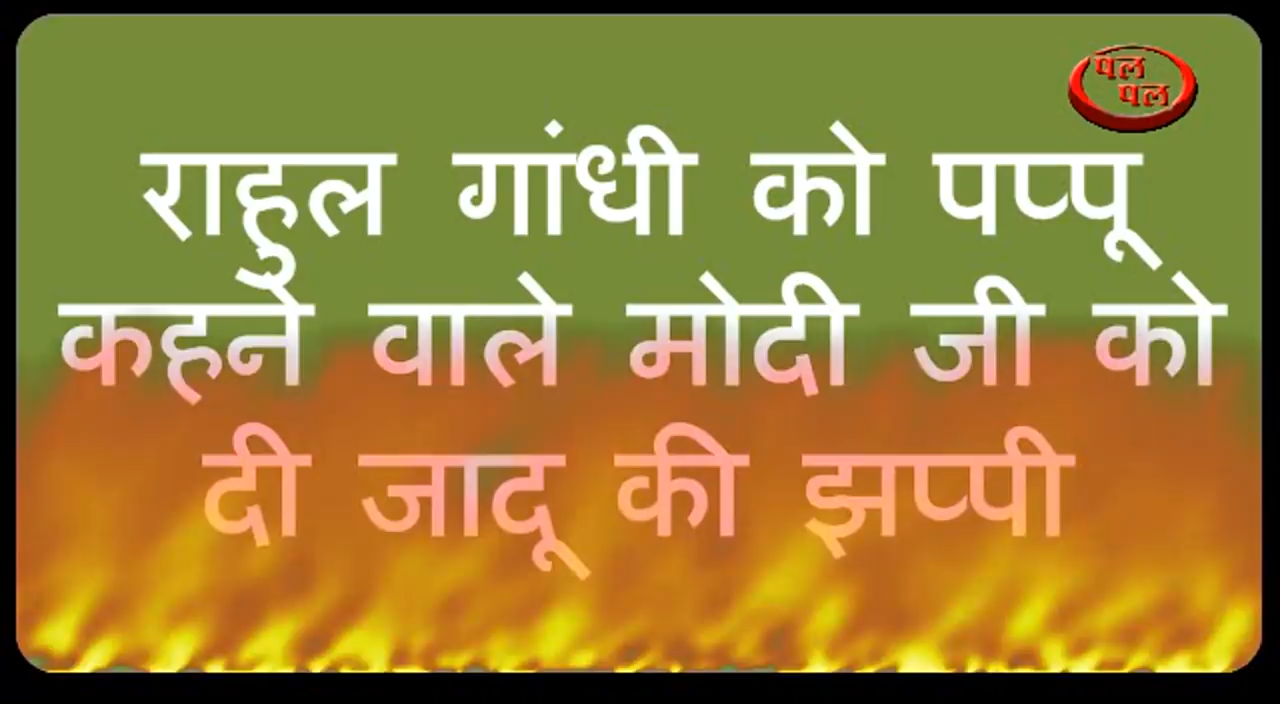 पल
पल
राहुल गांधी को पप्पू
कहने वाले मोदी जी को
दी जादू की झप्पी